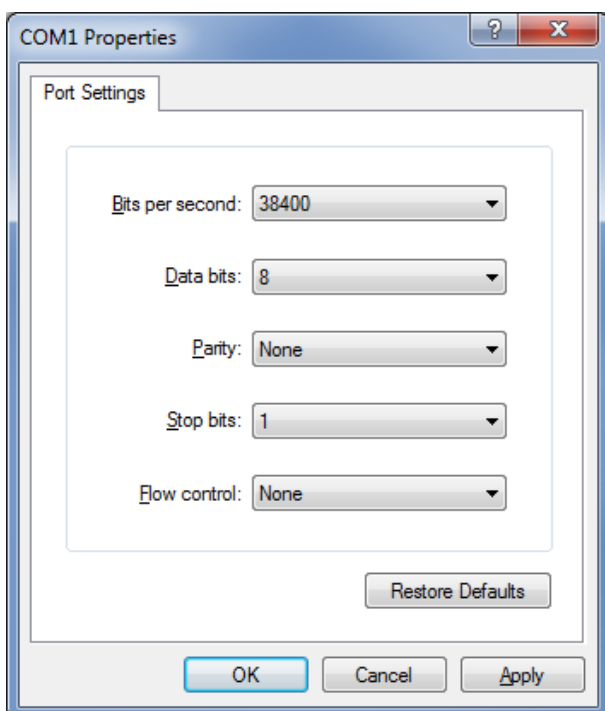 COM1 Properties
?
Port Settings
Bits per second: 38400
Data bits: 8
Parity: None
Stop bits: 1
Flow control: None
Restore Defaults
OK Cancel Apply